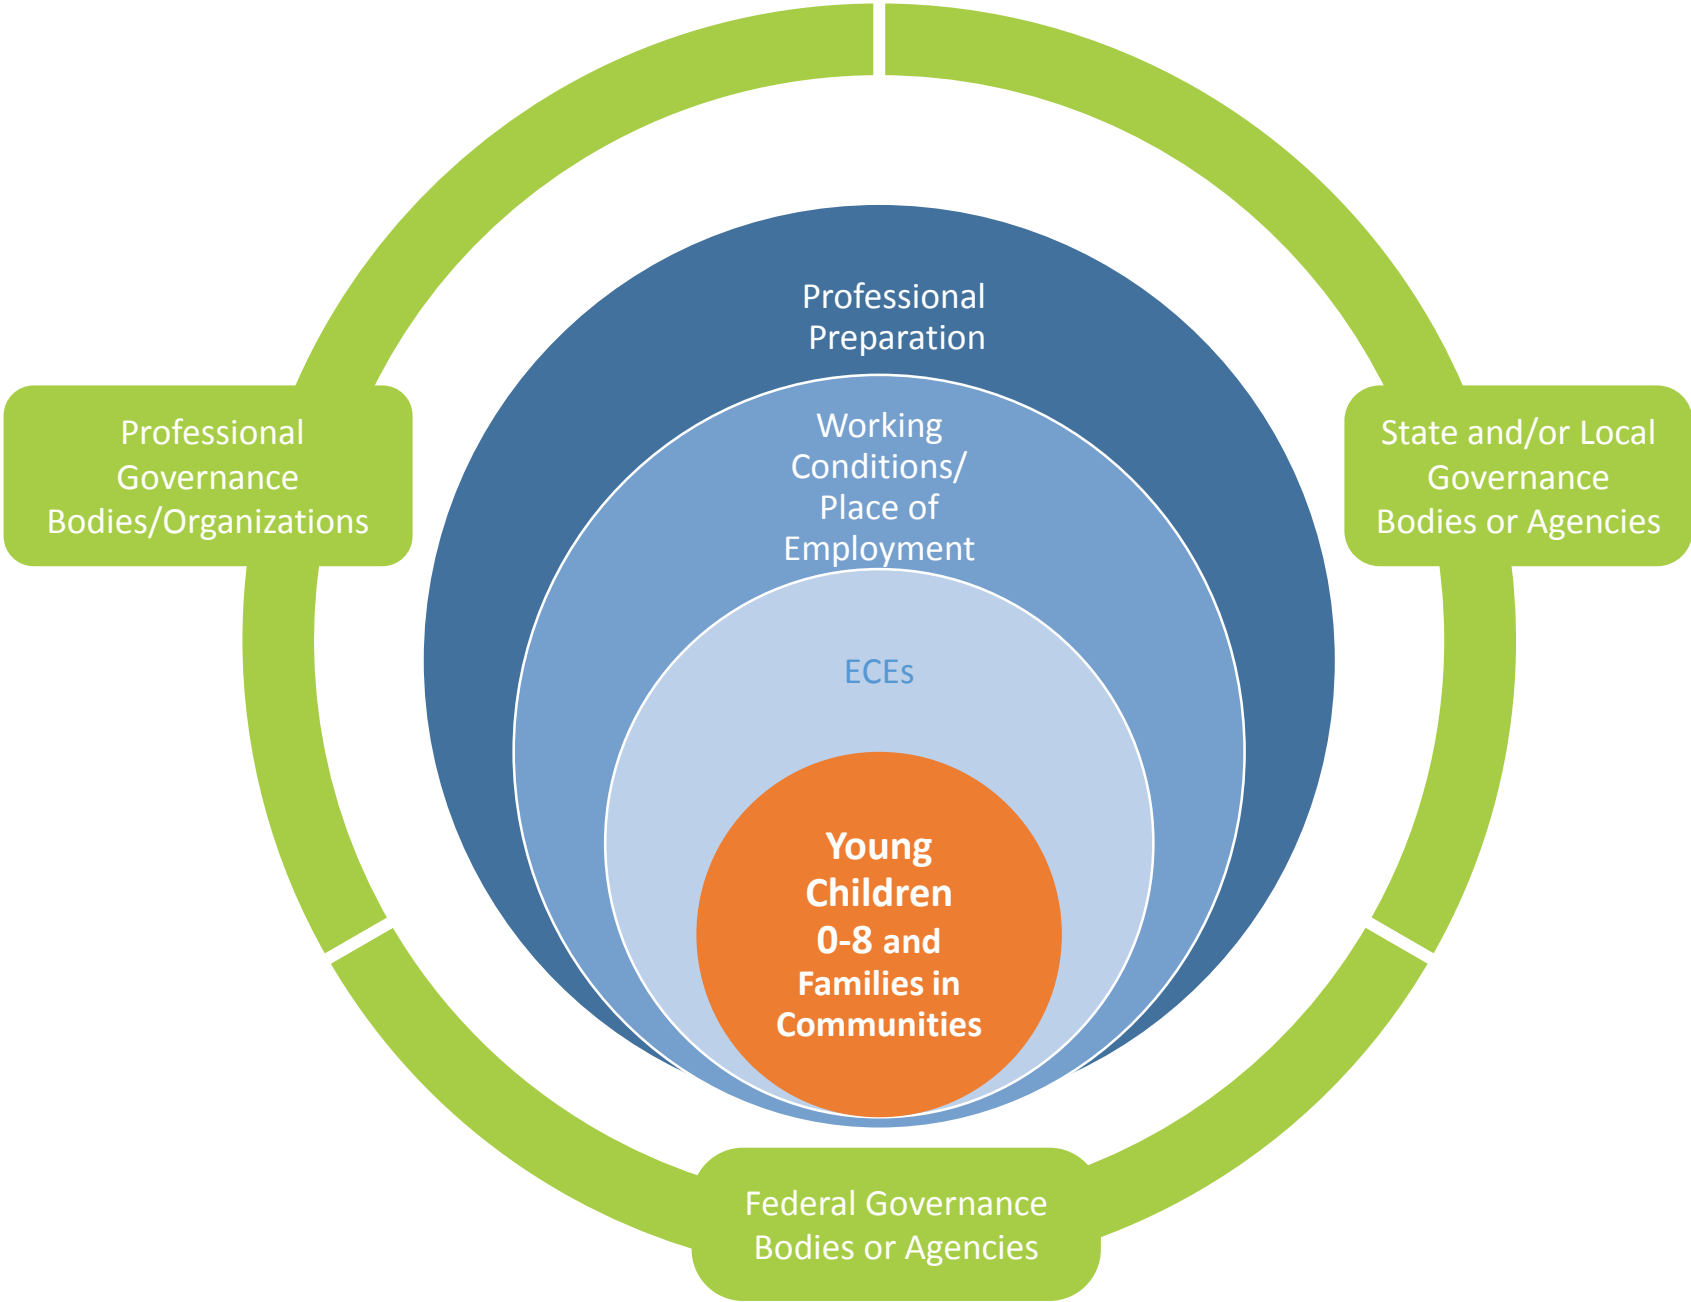 Professional
Preparation
Professional
Governance
Bodies/Organizations
State and/or Local
Governance
Bodies or Agencies
Working
Conditions/
Place of
Employment
ECEs
Young
Children
0-8 and
Families in
Communities
Federal Governance
Bodies or Agencies